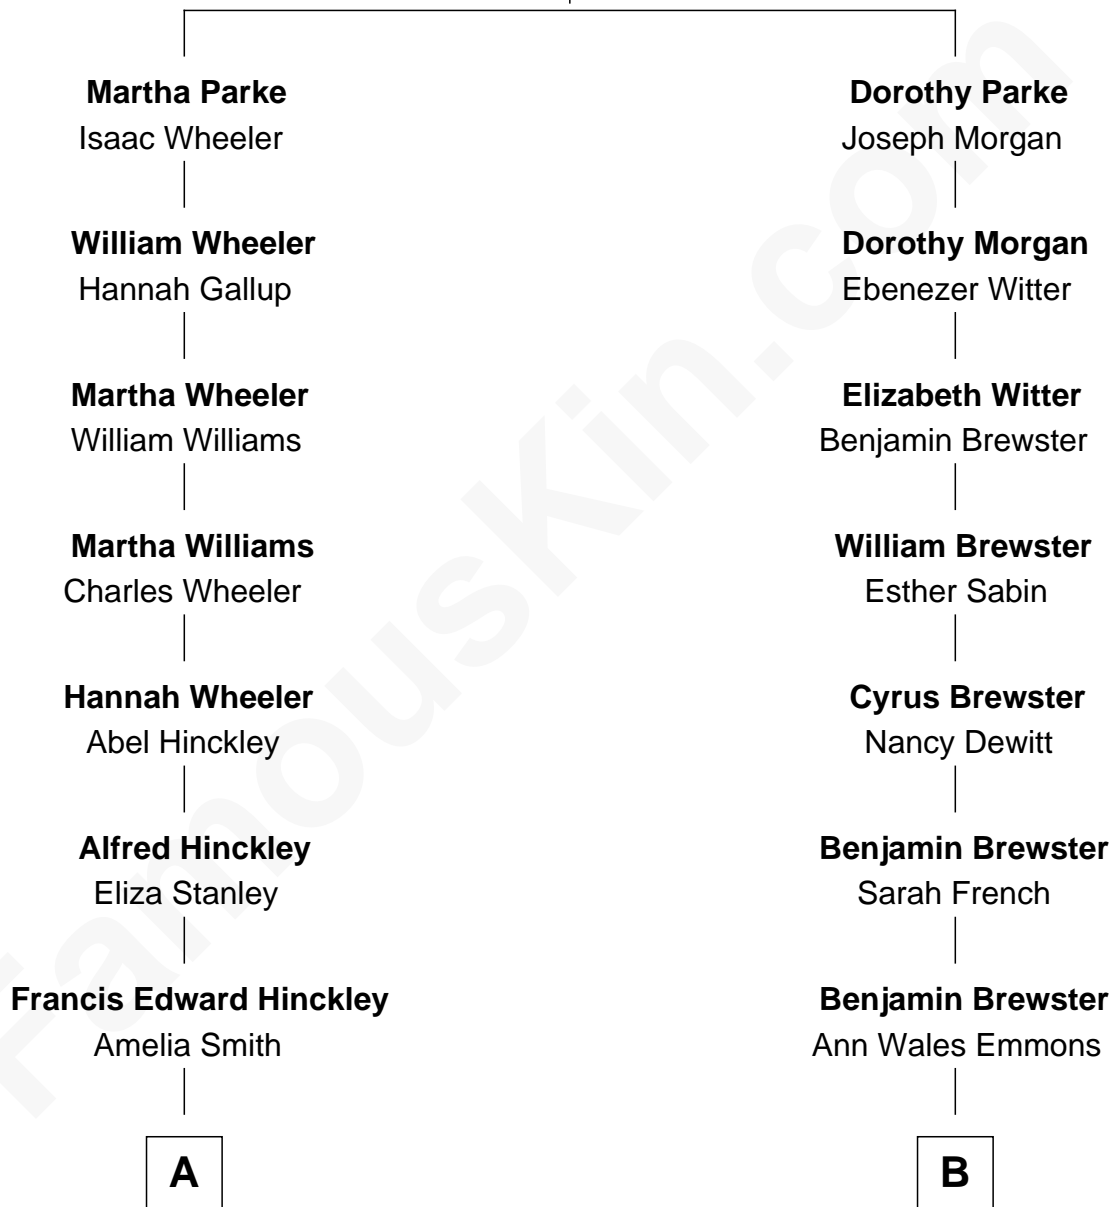 Martha Parke
Isaac Wheeler
William Wheeler
Hannah Gallup
Martha Wheeler
William Williams
Martha Williams
Charles Wheeler
Hannah Wheeler
Abel Hinckley
Alfred Hinckley
Eliza Stanley
Francis Edward Hinckley
Amelia Smith
A
Dorothy Parke
Joseph Morgan
Dorothy Morgan
Ebenezer Witter
Elizabeth Witter
Benjamin Brewster
William Brewster
Esther Sabin
Cyrus Brewster
Nancy Dewitt
Benjamin Brewster
Sarah French
Benjamin Brewster
Ann Wales Emmons
B
FamousKin.com